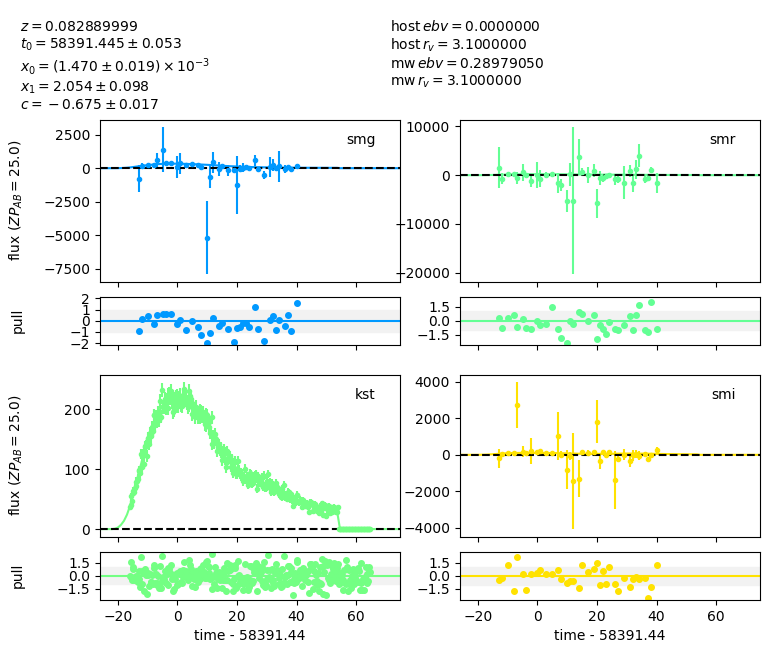 z = 0.082889999
t₀ = 58391.445 ± 0.053
x₀ = (1.470 ± 0.019) × 10⁻³
x₁ = 2.054 ± 0.098
c = −0.675 ± 0.017
host ebv = 0.0000000
host r_v = 3.1000000
mw ebv = 0.28979050
mw r_v = 3.1000000
smg
2500
0
−2500
−5000
−7500
flux (ZP_AB = 25.0)
smr
10000
0
−10000
−20000
2
1
0
−1
−2
pull
1.5
0.0
−1.5
kst
200
100
0
flux (ZP_AB = 25.0)
smi
4000
2000
0
−2000
−4000
1.5
0.0
−1.5
pull
−20 0 20 40 60
time - 58391.44
1.5
0.0
−1.5
−20 0 20 40 60
time - 58391.44